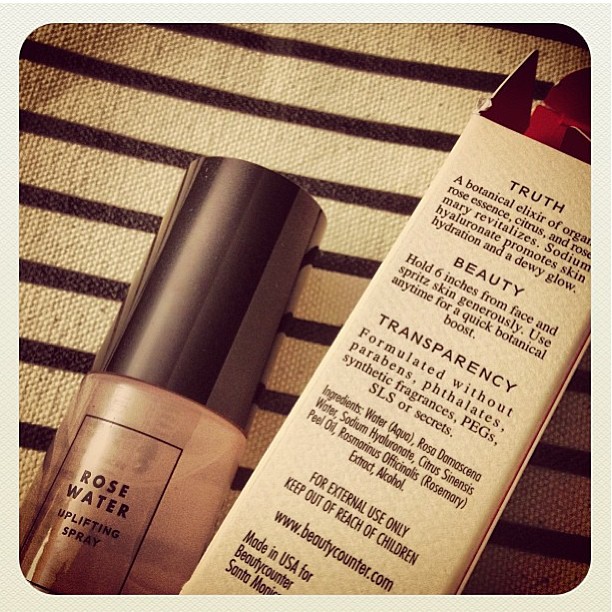 ROSE
WATER
UPLIFTING
SPRAY
TRUTH
A botanical elixir of organ
rose essence, citrus, and rose
mary revitalizes. Sodium
hyaluronate promotes skin
hydration and a dewy glow.
BEAUTY
Hold 6 inches from face and
spritz skin generously. Use
anytime for a quick botanical
boost.
TRANSPARENCY
Formulated without
parabens, phthalates,
synthetic fragrances, PEGs,
SLS or secrets.
Ingredients: Water (Aqua), Rosa Damascena
Water, Sodium Hyaluronate, Citrus Sinensis
Peel Oil, Rosmarinus Officinalis (Rosemary)
Extract, Alcohol.
FOR EXTERNAL USE ONLY
KEEP OUT OF REACH OF CHILDREN
www.beautycounter.com
Made in USA for
Beautycounter
Santa Monic